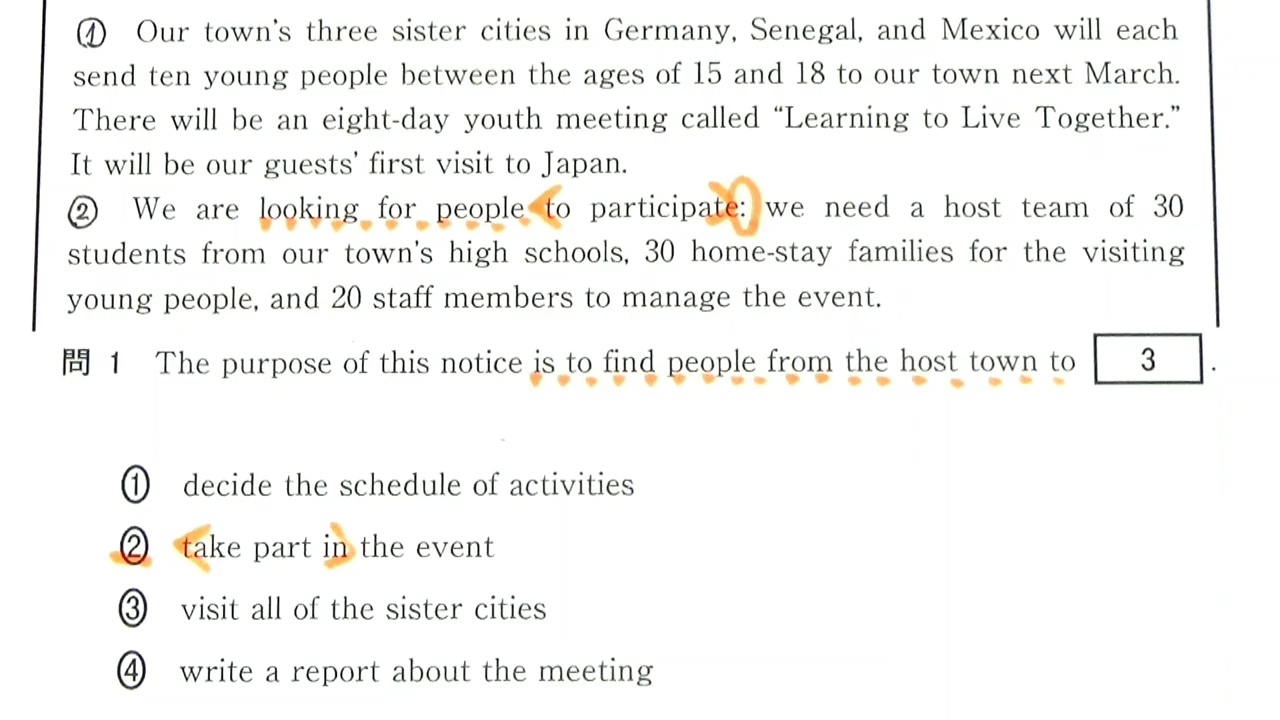 ① Our town's three sister cities in Germany, Senegal, and Mexico will each
send ten young people between the ages of 15 and 18 to our town next March.
There will be an eight-day youth meeting called “Learning to Live Together.”
It will be our guests' first visit to Japan.
② We are looking for people to participate: we need a host team of 30
students from our town's high schools, 30 home-stay families for the visiting
young people, and 20 staff members to manage the event.
問 1 The purpose of this notice is to find people from the host town to 3 .
① decide the schedule of activities
② take part in the event
③ visit all of the sister cities
④ write a report about the meeting